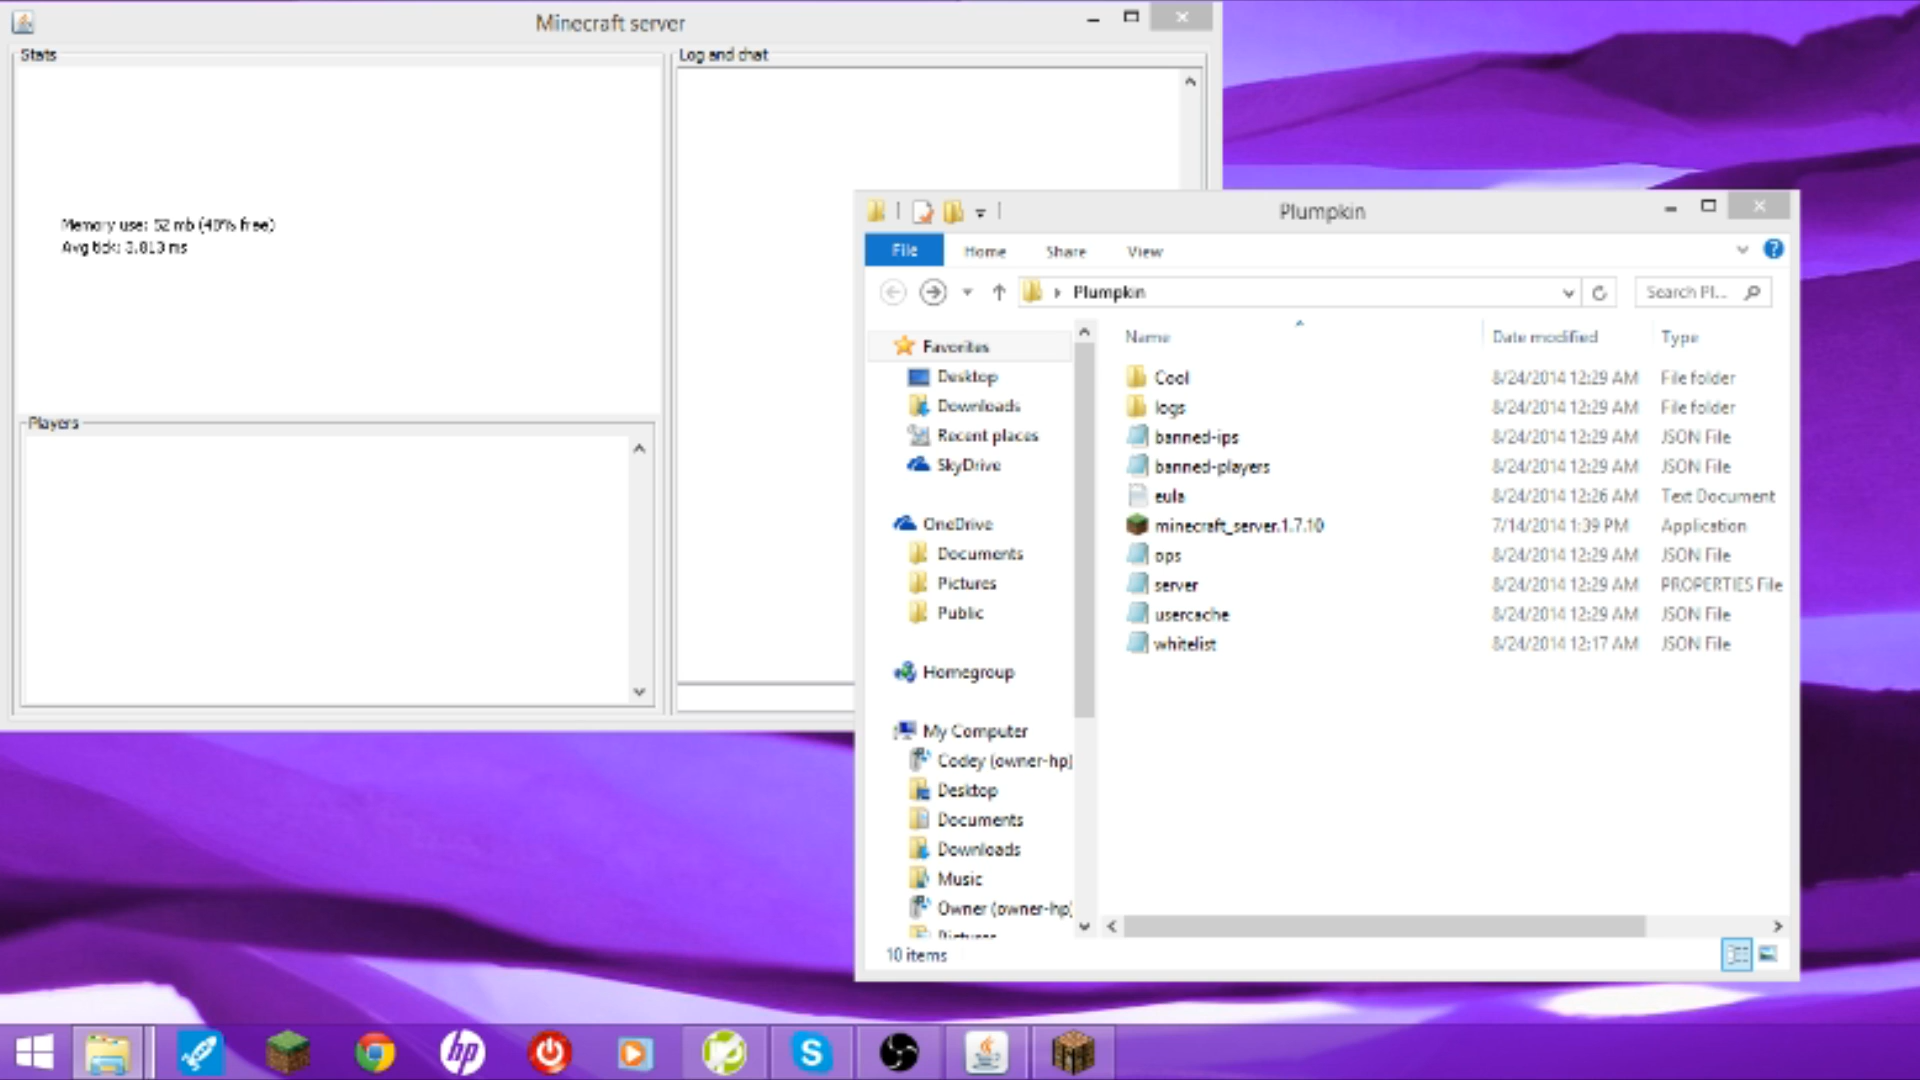 Minecraft server
Stats
Log and chat
Memory use: 52 mb (40% free)
Avg tick: 3.813 ms
Players
Plumpkin
File Home Share View
Plumpkin
Search Pl...
Name Date modified Type
Favorites
Desktop
Downloads
Recent places
SkyDrive
OneDrive
Documents
Pictures
Public
Homegroup
My Computer
Codey (owner-hp)
Desktop
Documents
Downloads
Music
Owner (owner-hp)
Pictures
Cool 8/24/2014 12:29 AM File folder
logs 8/24/2014 12:29 AM File folder
banned-ips 8/24/2014 12:29 AM JSON File
banned-players 8/24/2014 12:29 AM JSON File
eula 8/24/2014 12:26 AM Text Document
minecraft_server.1.7.10 7/14/2014 1:39 PM Application
ops 8/24/2014 12:29 AM JSON File
server 8/24/2014 12:29 AM PROPERTIES File
usercache 8/24/2014 12:29 AM JSON File
whitelist 8/24/2014 12:17 AM JSON File
10 items
hp
S